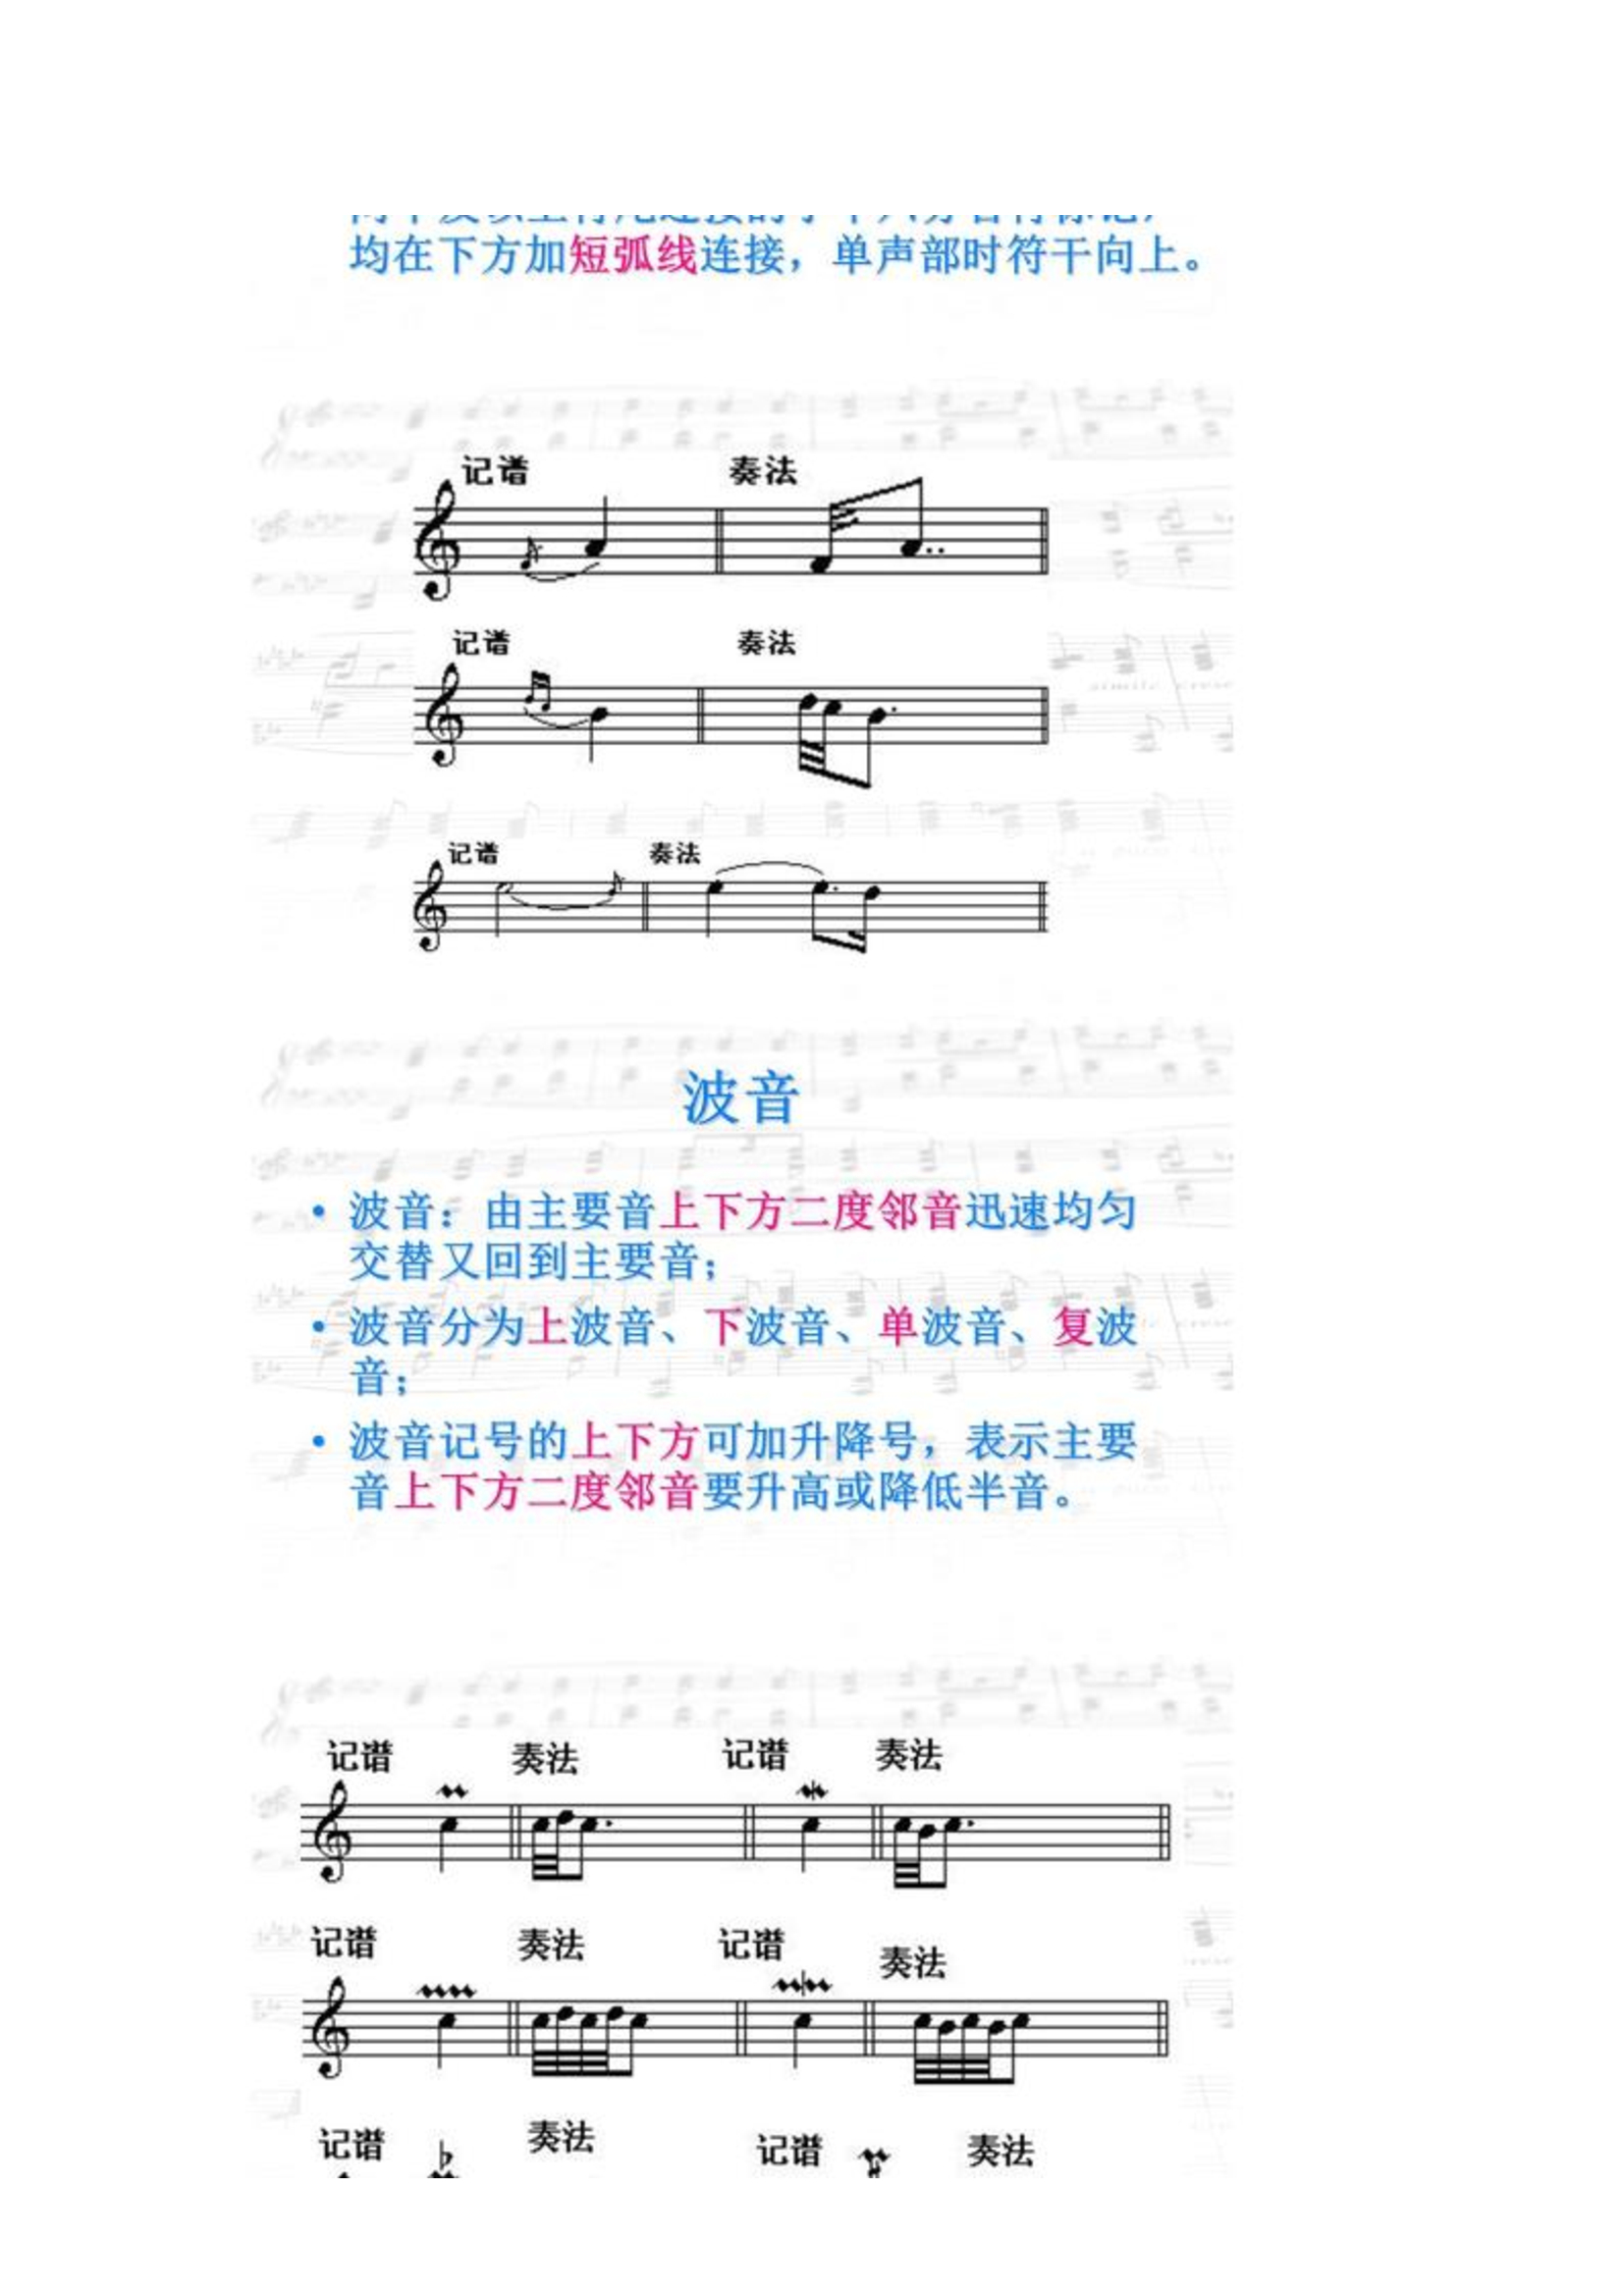 均在下方加短弧线连接，单声部时符干向上。
记谱 奏法
记谱 奏法
记谱 奏法
波音
• 波音：由主要音上下方二度邻音迅速均匀
交替又回到主要音；
• 波音分为上波音、下波音、单波音、复波
音；
• 波音记号的上下方可加升降号，表示主要
音上下方二度邻音要升高或降低半音。
记谱 奏法 记谱 奏法
记谱 奏法 记谱 奏法
记谱 奏法 记谱 奏法